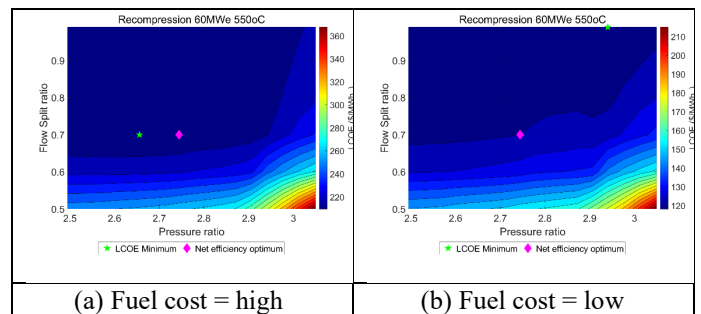 Recompression 60MWe 550oC
Flow Split ratio
0.9
0.8
0.7
0.6
0.5
2.5 2.6 2.7 2.8 2.9 3
Pressure ratio
360
340
320
300
280
260
240
220
LCOE ($/MWh)
LCOE Minimum Net efficiency optimum
(a) Fuel cost = high
Recompression 60MWe 550oC
Flow Split ratio
0.9
0.8
0.7
0.6
0.5
2.5 2.6 2.7 2.8 2.9 3
Pressure ratio
210
200
190
180
170
160
150
140
130
120
LCOE ($/MWh)
LCOE Minimum Net efficiency optimum
(b) Fuel cost = low